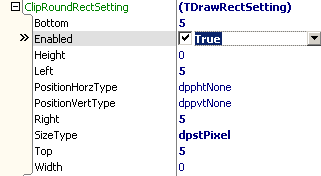 ClipRoundRectSetting (TDrawRectSetting)
Bottom 5
Enabled True
Height 0
Left 5
PositionHorzType dpphtNone
PositionVertType dppvtNone
Right 5
SizeType dpstPixel
Top 5
Width 0